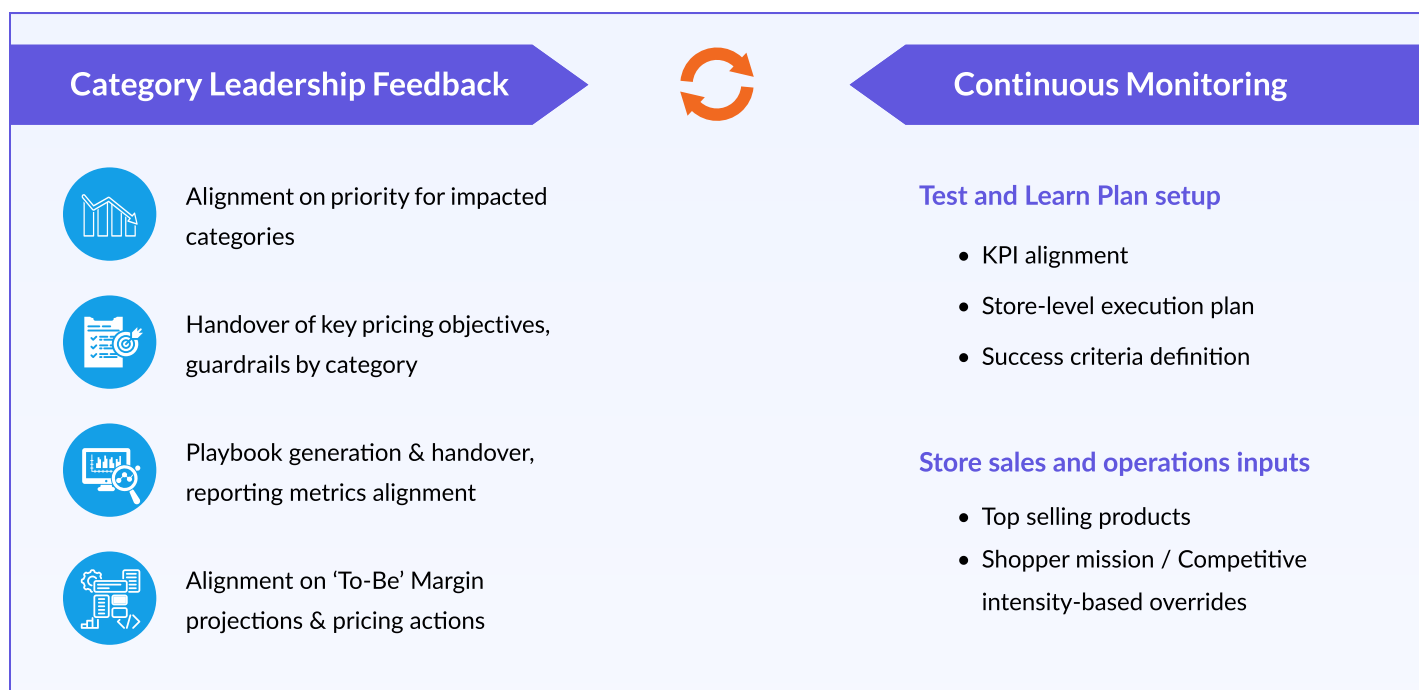 Category Leadership Feedback
Alignment on priority for impacted
categories
Handover of key pricing objectives,
guardrails by category
Playbook generation & handover,
reporting metrics alignment
Alignment on ‘To-Be’ Margin
projections & pricing actions
Continuous Monitoring
Test and Learn Plan setup
• KPI alignment
• Store-level execution plan
• Success criteria definition
Store sales and operations inputs
• Top selling products
• Shopper mission / Competitive
intensity-based overrides